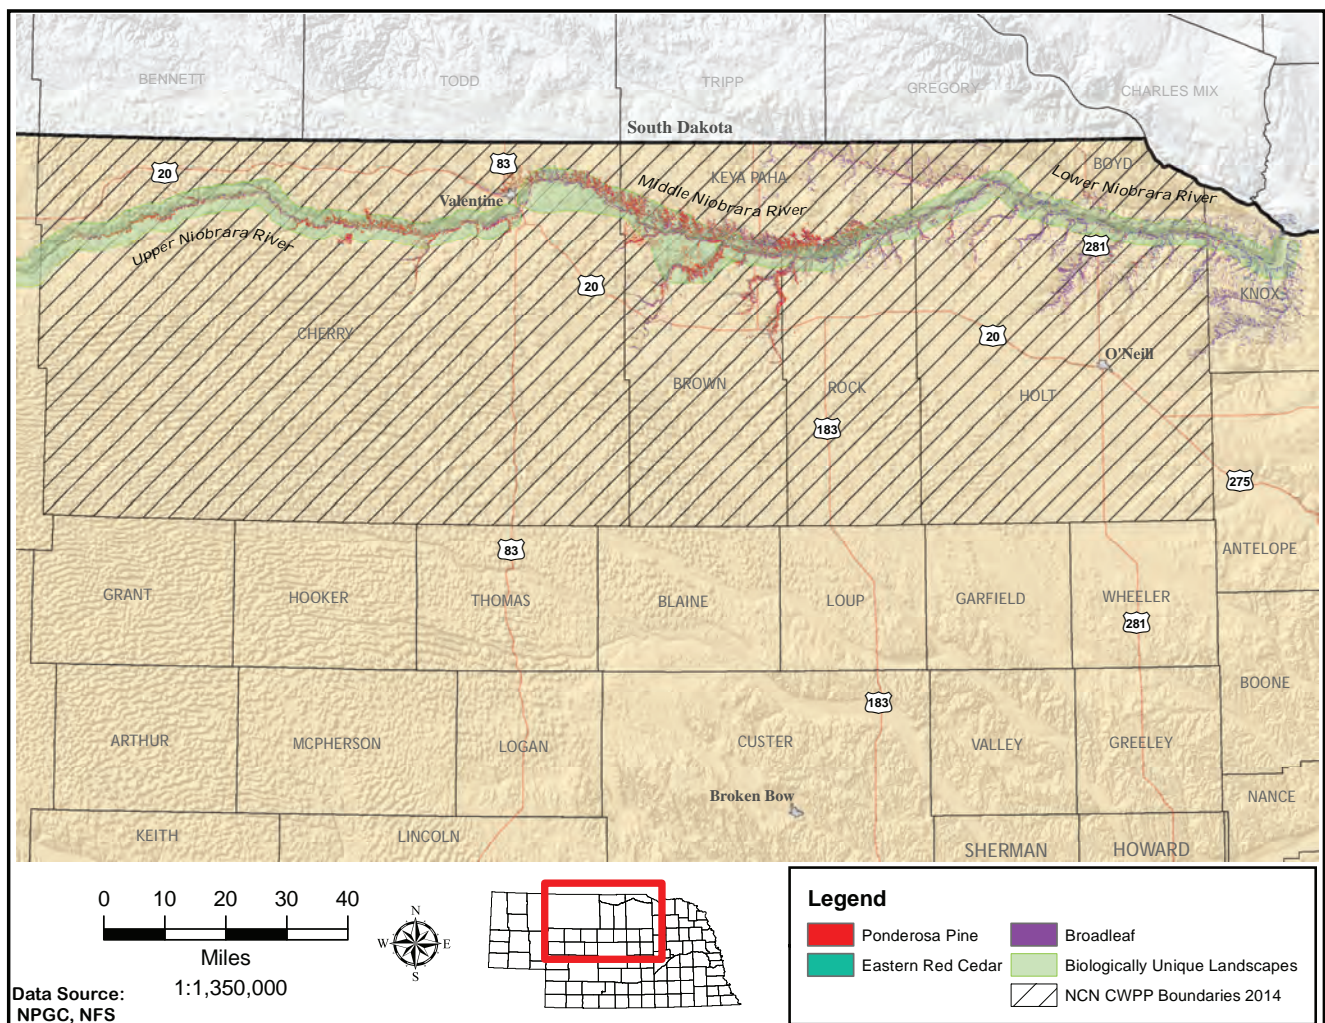 BENNETT
TODD
TRIPP
GREGORY
CHARLES MIX
South Dakota
20
83
Valentine
KEYA PAHA
BOYD
Middle Niobrara River
Lower Niobrara River
Upper Niobrara River
281
20
KNOX
CHERRY
20
O'Neill
BROWN
ROCK
HOLT
183
275
83
ANTELOPE
GRANT
HOOKER
THOMAS
BLAINE
LOUP
GARFIELD
WHEELER
281
BOONE
183
ARTHUR
MCPHERSON
LOGAN
CUSTER
VALLEY
GREELEY
Broken Bow
NANCE
KEITH
LINCOLN
SHERMAN
HOWARD
0 10 20 30 40
Miles
1:1,350,000
N
W E
S
Data Source:
NPGC, NFS
Legend
Ponderosa Pine
Eastern Red Cedar
Broadleaf
Biologically Unique Landscapes
NCN CWPP Boundaries 2014